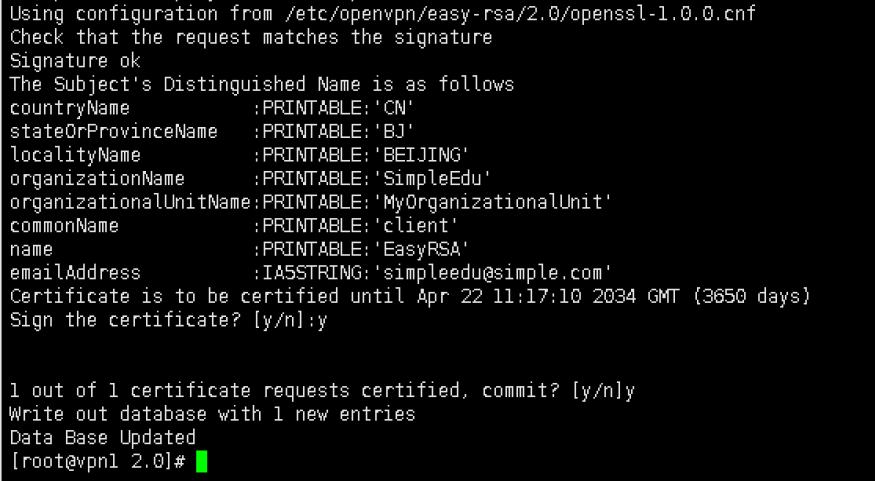 Using configuration from /etc/openvpn/easy-rsa/2.0/openssl-1.0.0.cnf
Check that the request matches the signature
Signature ok
The Subject's Distinguished Name is as follows
countryName           :PRINTABLE:'CN'
stateOrProvinceName   :PRINTABLE:'BJ'
localityName          :PRINTABLE:'BEIJING'
organizationName      :PRINTABLE:'SimpleEdu'
organizationalUnitName:PRINTABLE:'MyOrganizationalUnit'
commonName            :PRINTABLE:'client'
name                  :PRINTABLE:'EasyRSA'
emailAddress          :IA5STRING:'simpleedu@simple.com'
Certificate is to be certified until Apr 22 11:17:10 2034 GMT (3650 days)
Sign the certificate? [y/n]:y
1 out of 1 certificate requests certified, commit? [y/n]y
Write out database with 1 new entries
Data Base Updated
[root@vpn1 2.0]#